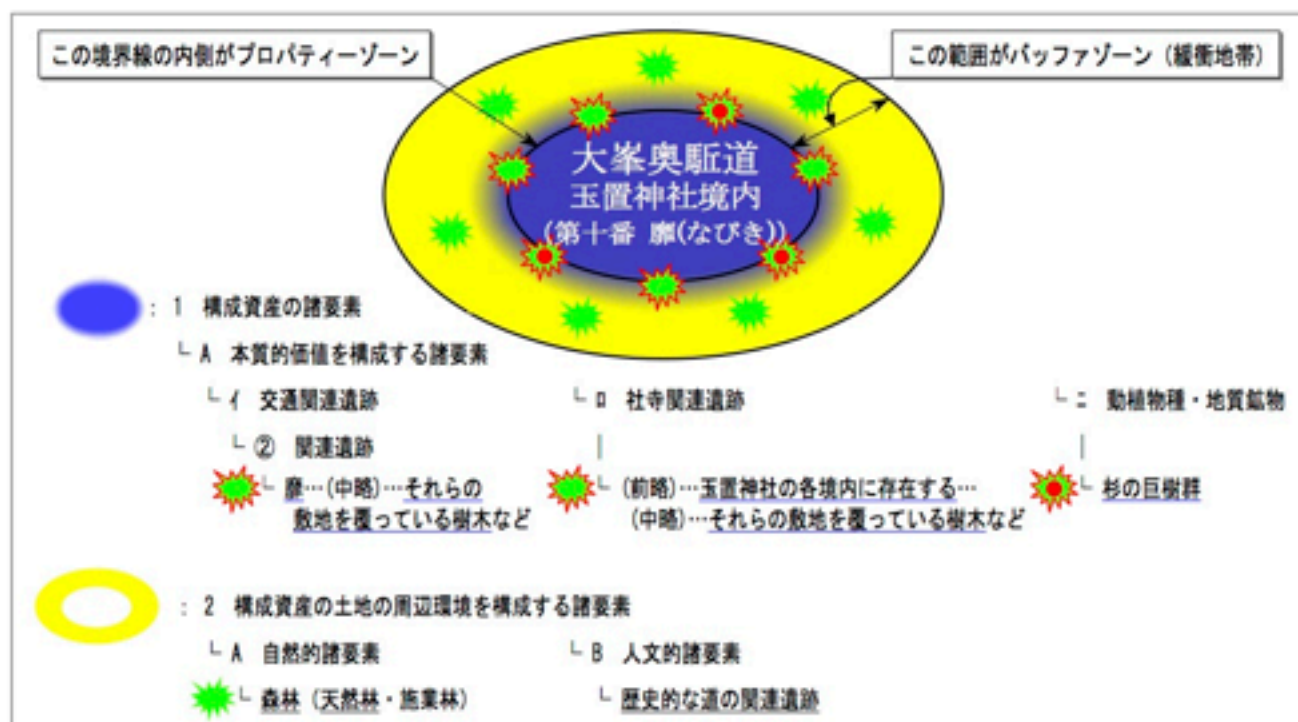 この境界線の内側がプロパティーゾーン
この範囲がバッファゾーン（緩衝地帯）
大峯奥駈道
玉置神社境内
(第十番 靡(なびき))
： 1 構成資産の諸要素
└ A 本質的価値を構成する諸要素
└ イ 交通関連遺跡
└ ロ 社寺関連遺跡
└ ニ 動植物種・地質鉱物
└ ② 関連遺跡
└ 靡…(中略)…それらの
敷地を覆っている樹木など
└ (前略)…玉置神社の各境内に存在する…
(中略)…それらの敷地を覆っている樹木など
└ 杉の巨樹群
： 2 構成資産の土地の周辺環境を構成する諸要素
└ A 自然的諸要素
└ B 人文的諸要素
└ 森林（天然林・施業林）
└ 歴史的な道の関連遺跡